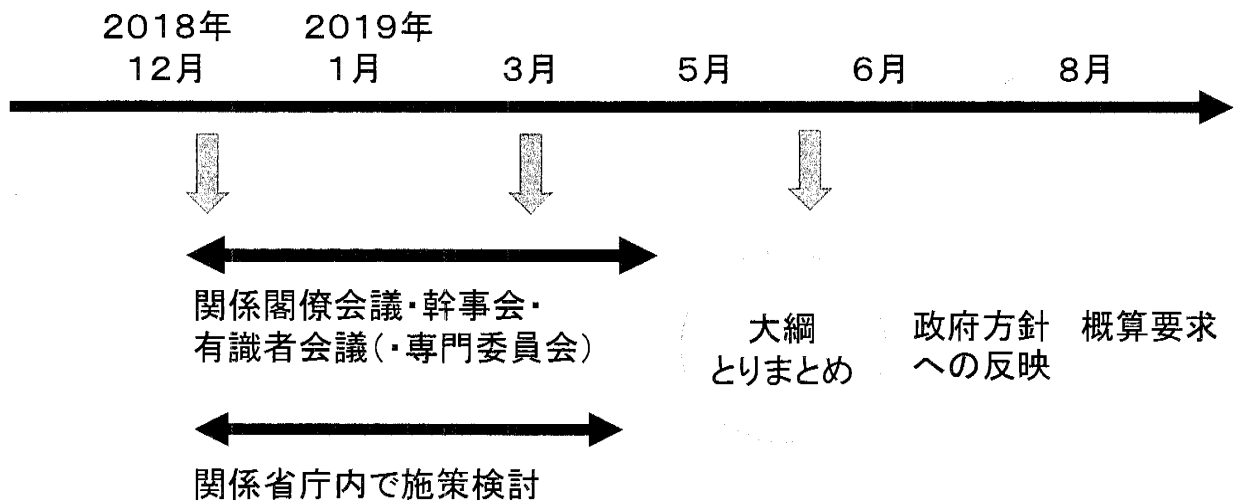 2018年 2019年
12月 1月 3月 5月 6月 8月
関係閣僚会議・幹事会・
有識者会議(・専門委員会)
大綱
とりまとめ
政府方針
への反映
概算要求
関係省庁内で施策検討